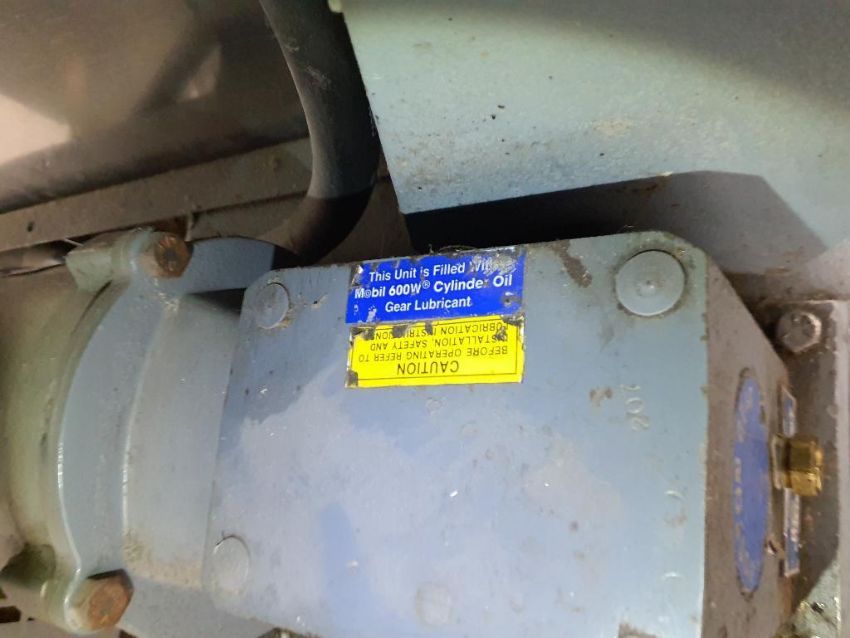 This Unit is Filled With
Mobil 600W® Cylinder Oil
Gear Lubricant
CAUTION
BEFORE OPERATING REFER TO
INSTALLATION, SAFETY AND
LUBRICATION INSTRUCTIONS